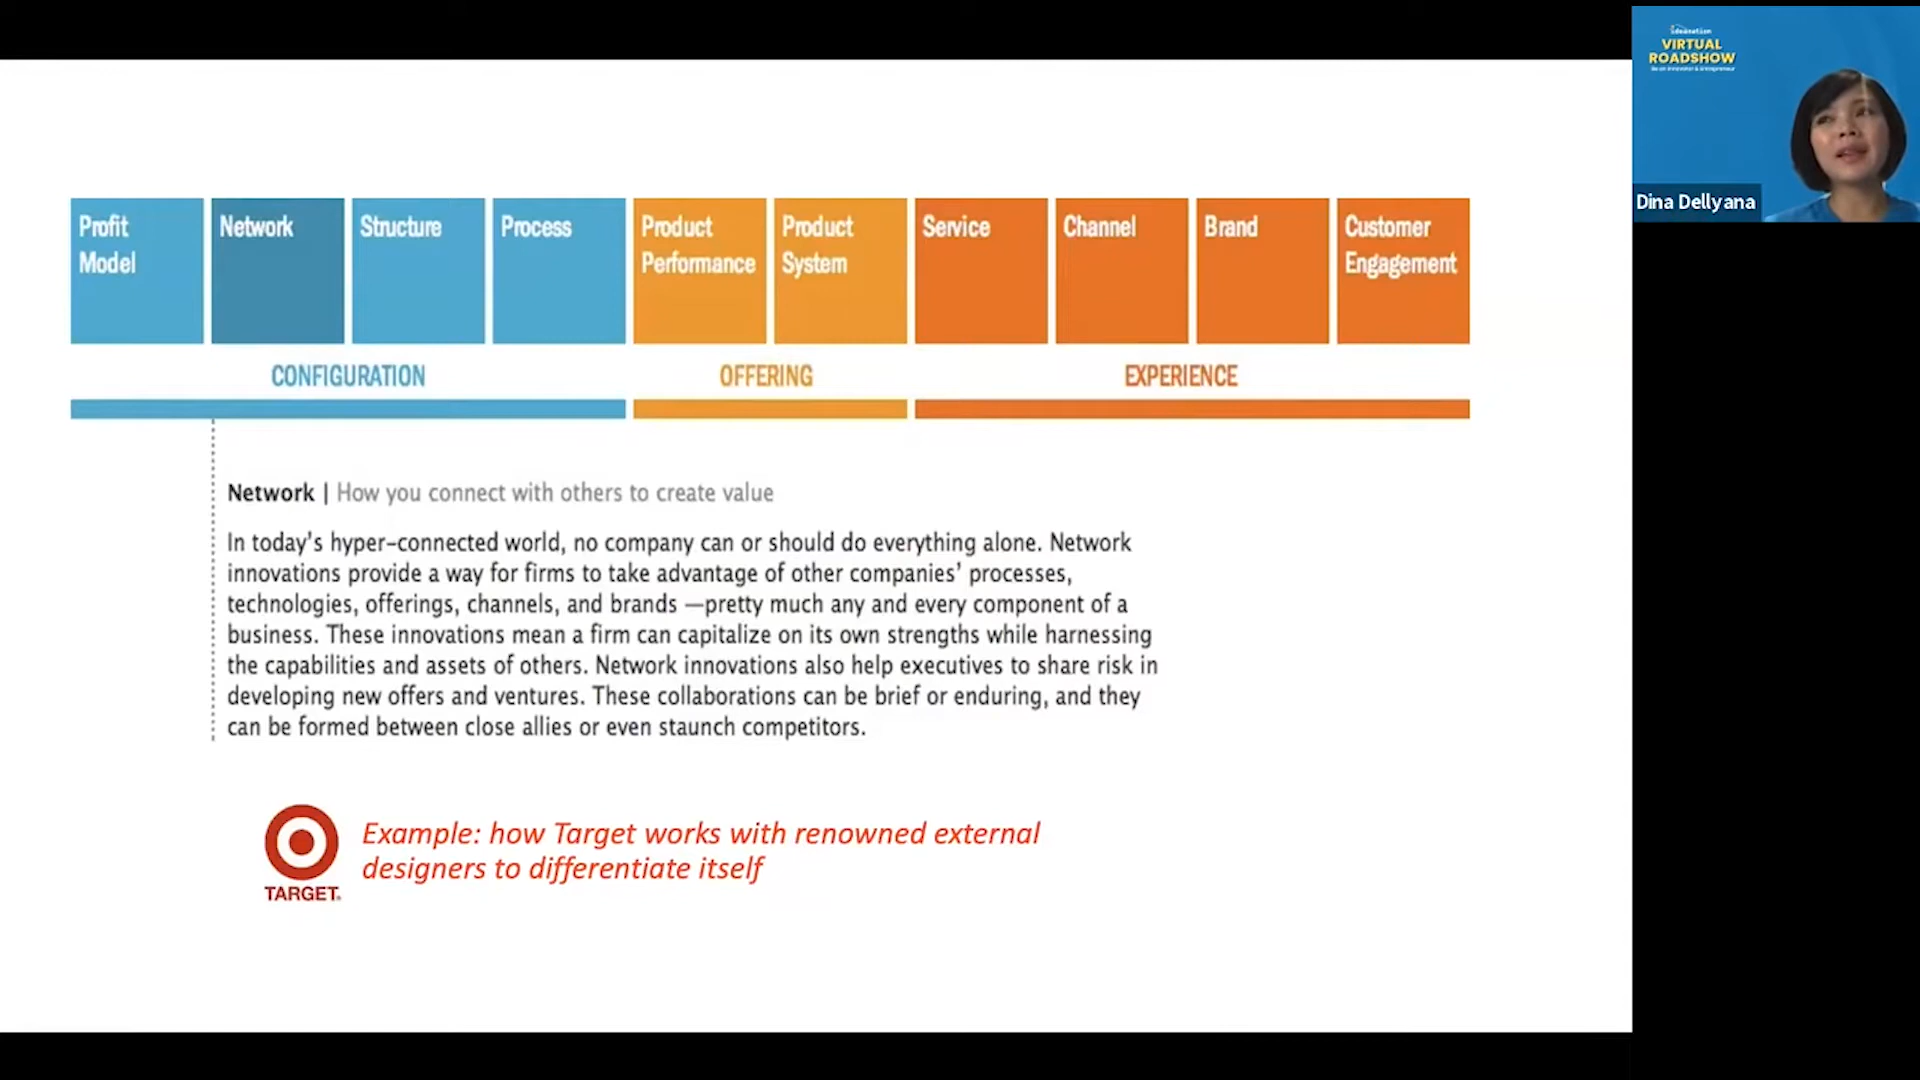 ideanation
VIRTUAL
ROADSHOW
Be an Innovator & Entrepreneur
Dina Dellyana
Profit
Model
Network
Structure
Process
Product
Performance
Product
System
Service
Channel
Brand
Customer
Engagement
CONFIGURATION
OFFERING
EXPERIENCE
Network | How you connect with others to create value
In today's hyper-connected world, no company can or should do everything alone. Network
innovations provide a way for firms to take advantage of other companies' processes,
technologies, offerings, channels, and brands —pretty much any and every component of a
business. These innovations mean a firm can capitalize on its own strengths while harnessing
the capabilities and assets of others. Network innovations also help executives to share risk in
developing new offers and ventures. These collaborations can be brief or enduring, and they
can be formed between close allies or even staunch competitors.
TARGET.
Example: how Target works with renowned external
designers to differentiate itself